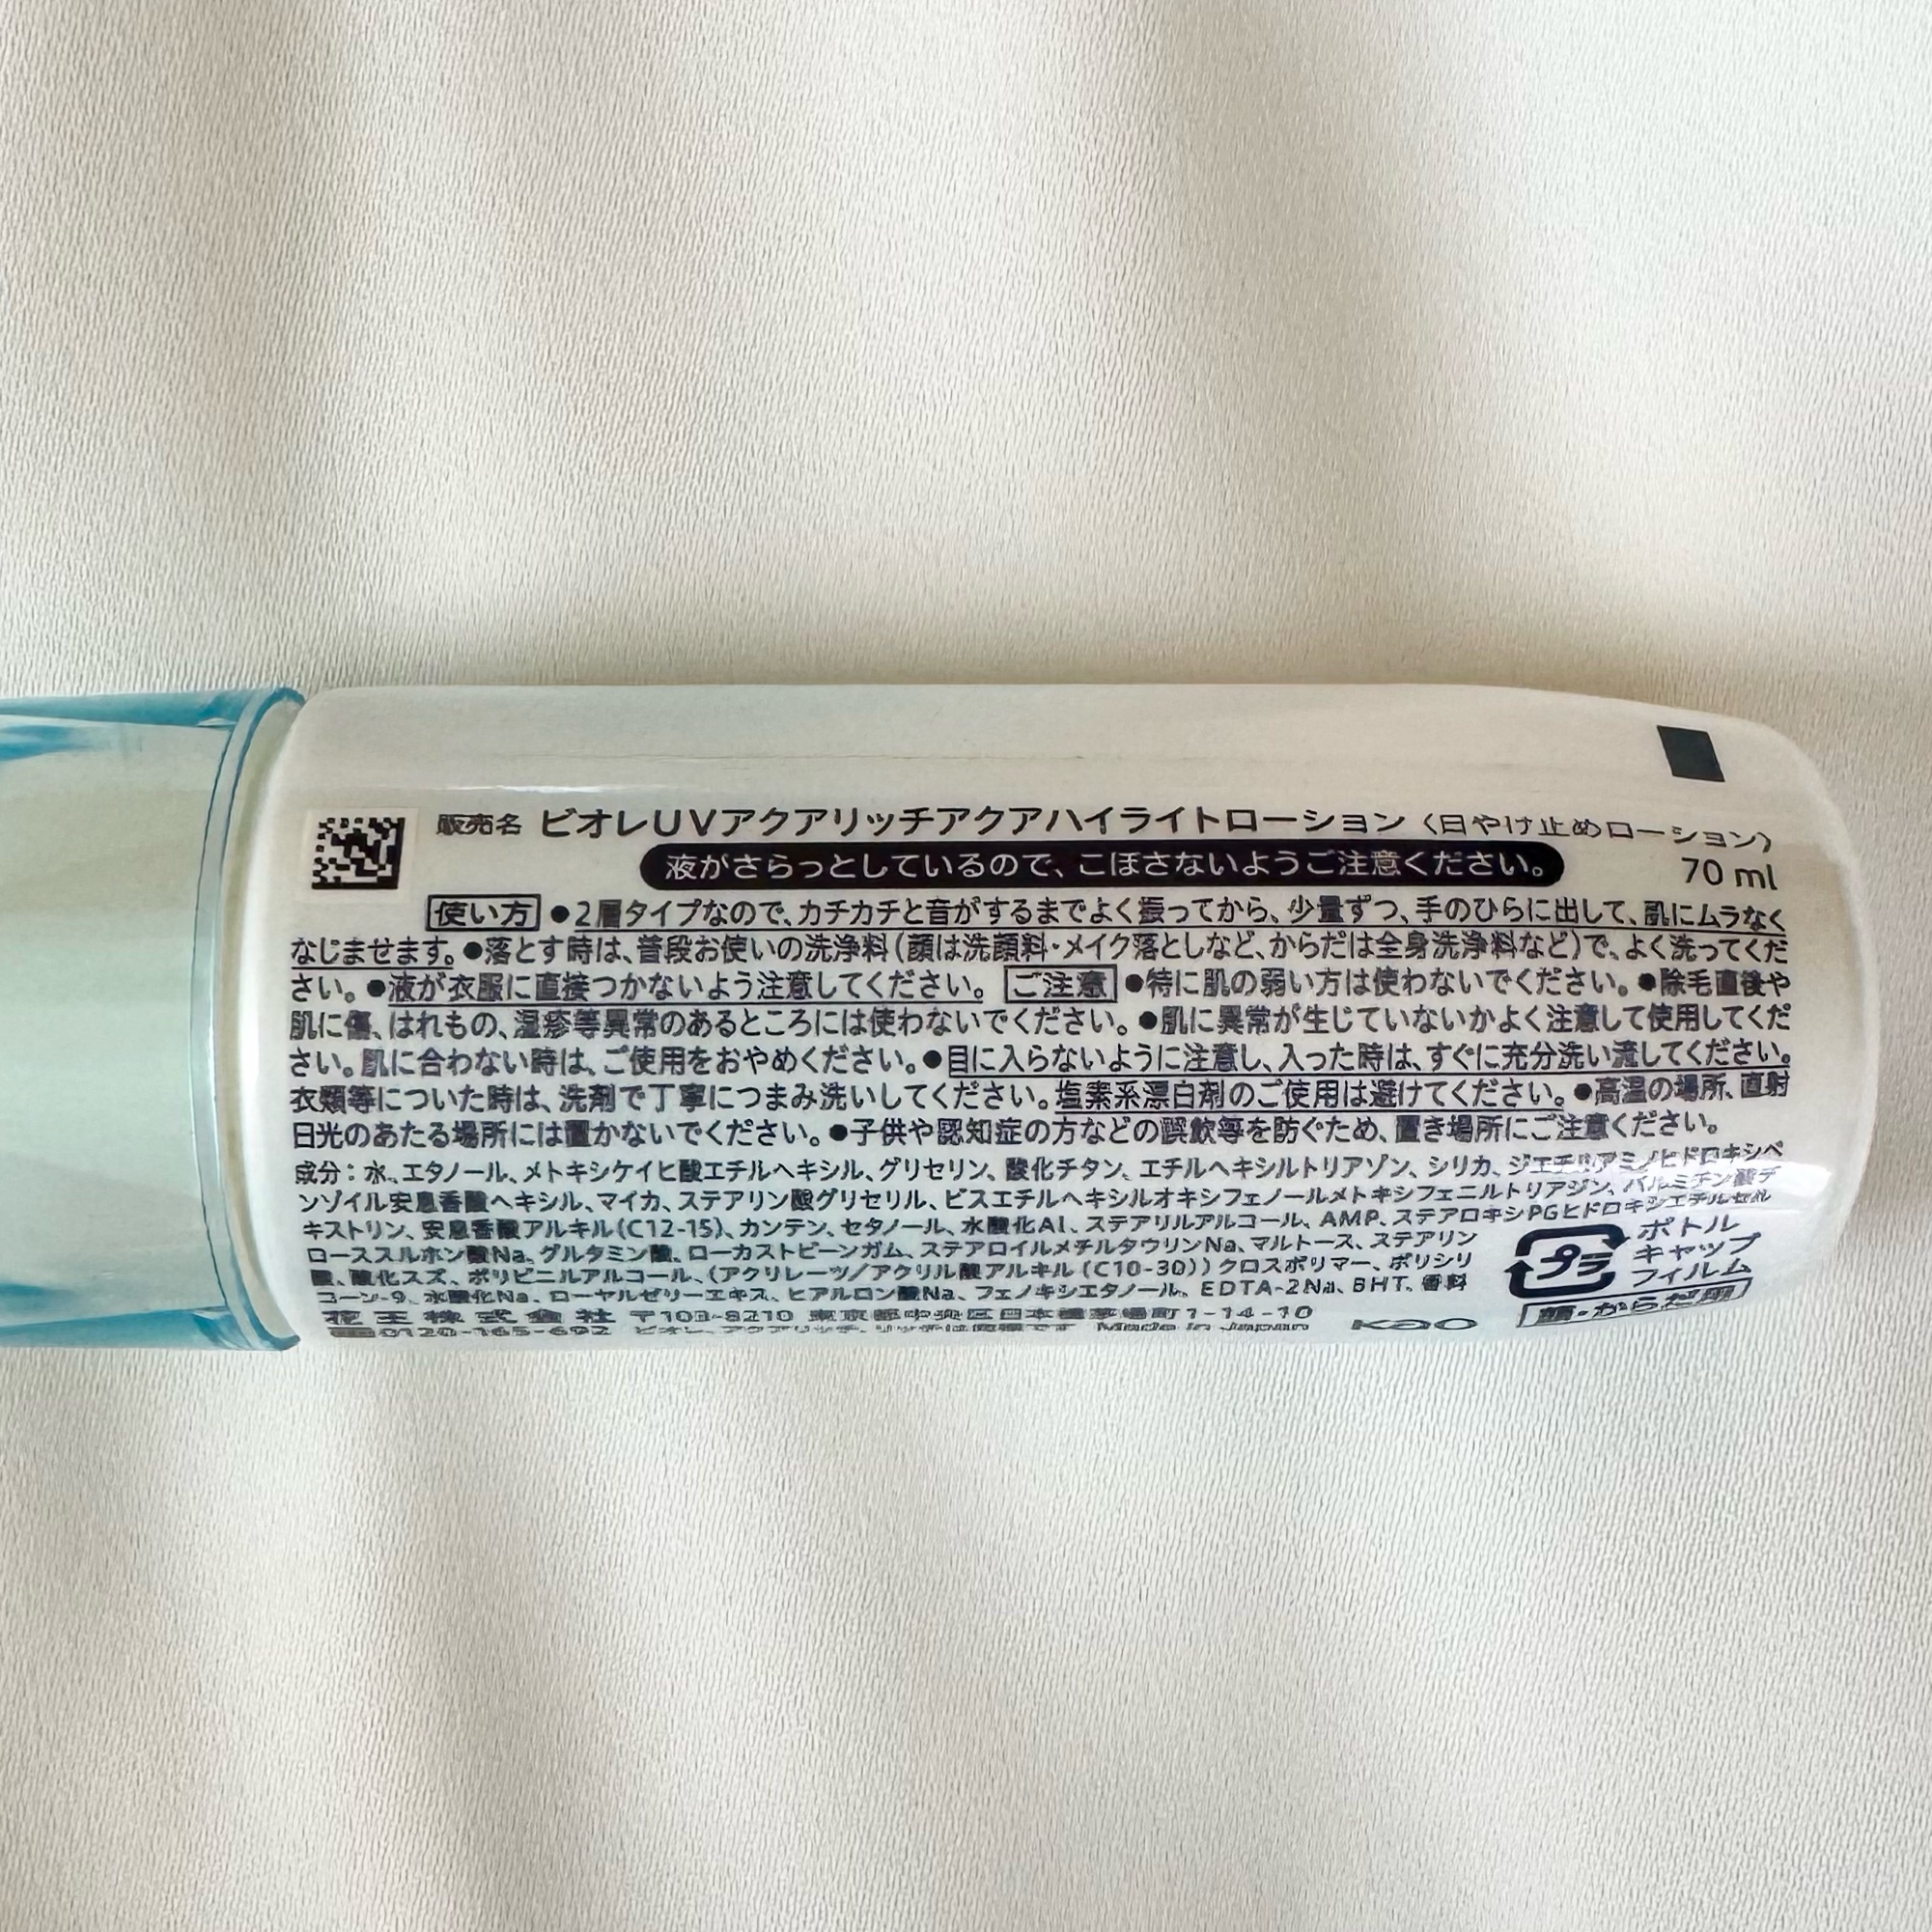 販売名 ビオレUVアクアリッチアクアハイライトローション〈日やけ止めローション〉
液がさらっとしているので、こぼさないようご注意ください。 70 ml
使い方 ●2層タイプなので、カチカチと音がするまでよく振ってから、少量ずつ、手のひらに出して、肌にムラなく
なじませます。●落とす時は、普段お使いの洗浄料(顔は洗顔料・メイク落としなど、からだは全身洗浄料など)で、よく洗ってくだ
さい。●液が衣服に直接つかないよう注意してください。 ご注意 ●特に肌の弱い方は使わないでください。●除毛直後や
肌に傷、はれもの、湿疹等異常のあるところには使わないでください。●肌に異常が生じていないかよく注意して使用してくだ
さい。肌に合わない時は、ご使用をおやめください。●目に入らないように注意し、入った時は、すぐに充分洗い流してください。
衣類等についた時は、洗剤で丁寧につまみ洗いしてください。塩素系漂白剤のご使用は避けてください。●高温の場所、直射
日光のあたる場所には置かないでください。●子供や認知症の方などの誤飲等を防ぐため、置き場所にご注意ください。
成分：水、エタノール、メトキシケイヒ酸エチルヘキシル、グリセリン、酸化チタン、エチルヘキシルトリアゾン、シリカ、ジエチルアミノヒドロキシベ
ンゾイル安息香酸ヘキシル、マイカ、ステアリン酸グリセリル、ビスエチルヘキシルオキシフェノールメトキシフェニルトリアジン、パルミチン酸デ
キストリン、安息香酸アルキル(C12-15)、カンテン、セタノール、水酸化Al、ステアリルアルコール、AMP、ステアロキシPGヒドロキシエチルセル
ローススルホン酸Na、グルタミン酸、ローカストビーンガム、ステアロイルメチルタウリンNa、マルトース、ステアリン
酸、酸化スズ、ポリビニルアルコール、(アクリレーツ/アクリル酸アルキル(C10-30))クロスポリマー、ポリシリ
コーン-9、水酸化Na、ローヤルゼリーエキス、ヒアルロン酸Na、フェノキシエタノール、EDTA-2Na、BHT、香料
プラ
ボトル
キャップ
フィルム
顔・からだ用
花王株式会社 〒103-8210 東京都中央区日本橋茅場町1-14-10
0120-165-692 ビオレ、アクアリッチ、リッチは商標です。 Made in Japan
Kao